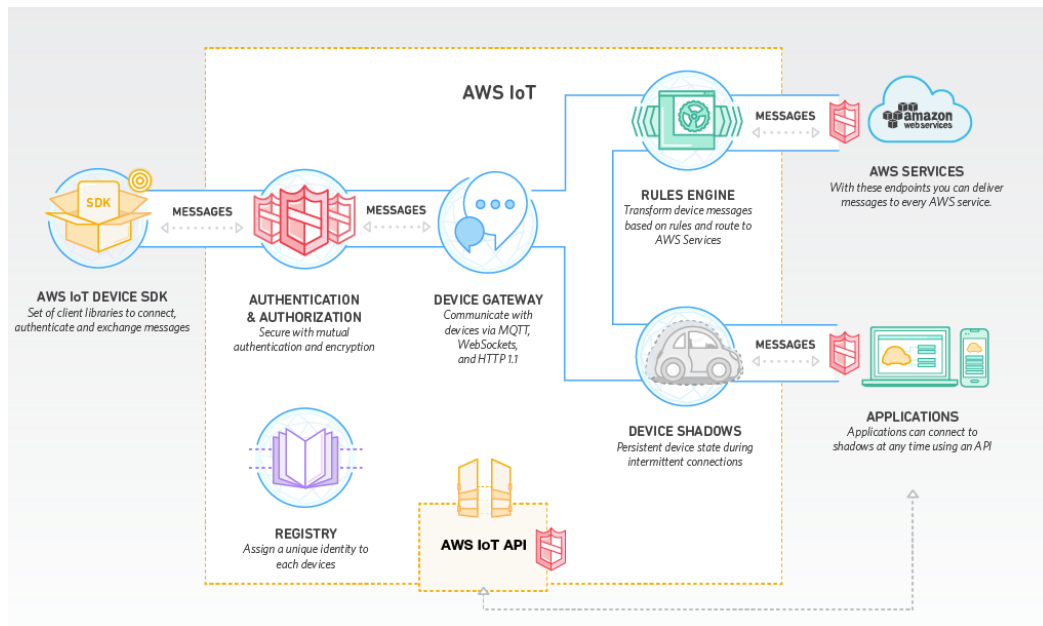 AWS IoT
SDK
MESSAGES
MESSAGES
MESSAGES
amazon
web services
AWS SERVICES
With these endpoints you can deliver
messages to every AWS service.
RULES ENGINE
Transform device messages
based on rules and route to
AWS Services
AWS IoT DEVICE SDK
Set of client libraries to connect,
authenticate and exchange messages
AUTHENTICATION
& AUTHORIZATION
Secure with mutual
authentication and encryption
DEVICE GATEWAY
Communicate with
devices via MQTT,
WebSockets,
and HTTP 1.1
MESSAGES
DEVICE SHADOWS
Persistent device state during
intermittent connections
APPLICATIONS
Applications can connect to
shadows at any time using an API
REGISTRY
Assign a unique identity to
each devices
AWS IoT API